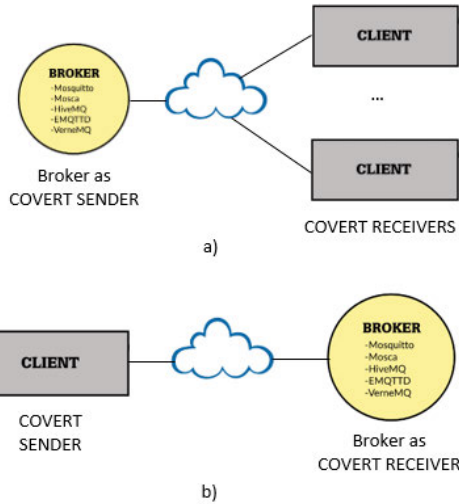 CLIENT
BROKER
-Mosquitto
-Mosca
-HiveMQ
-EMQTTD
-VerneMQ
...
CLIENT
Broker as
COVERT SENDER
COVERT RECEIVERS
a)
BROKER
-Mosquitto
-Mosca
-HiveMQ
-EMQTTD
-VerneMQ
CLIENT
COVERT
SENDER
Broker as
COVERT RECEIVER
b)